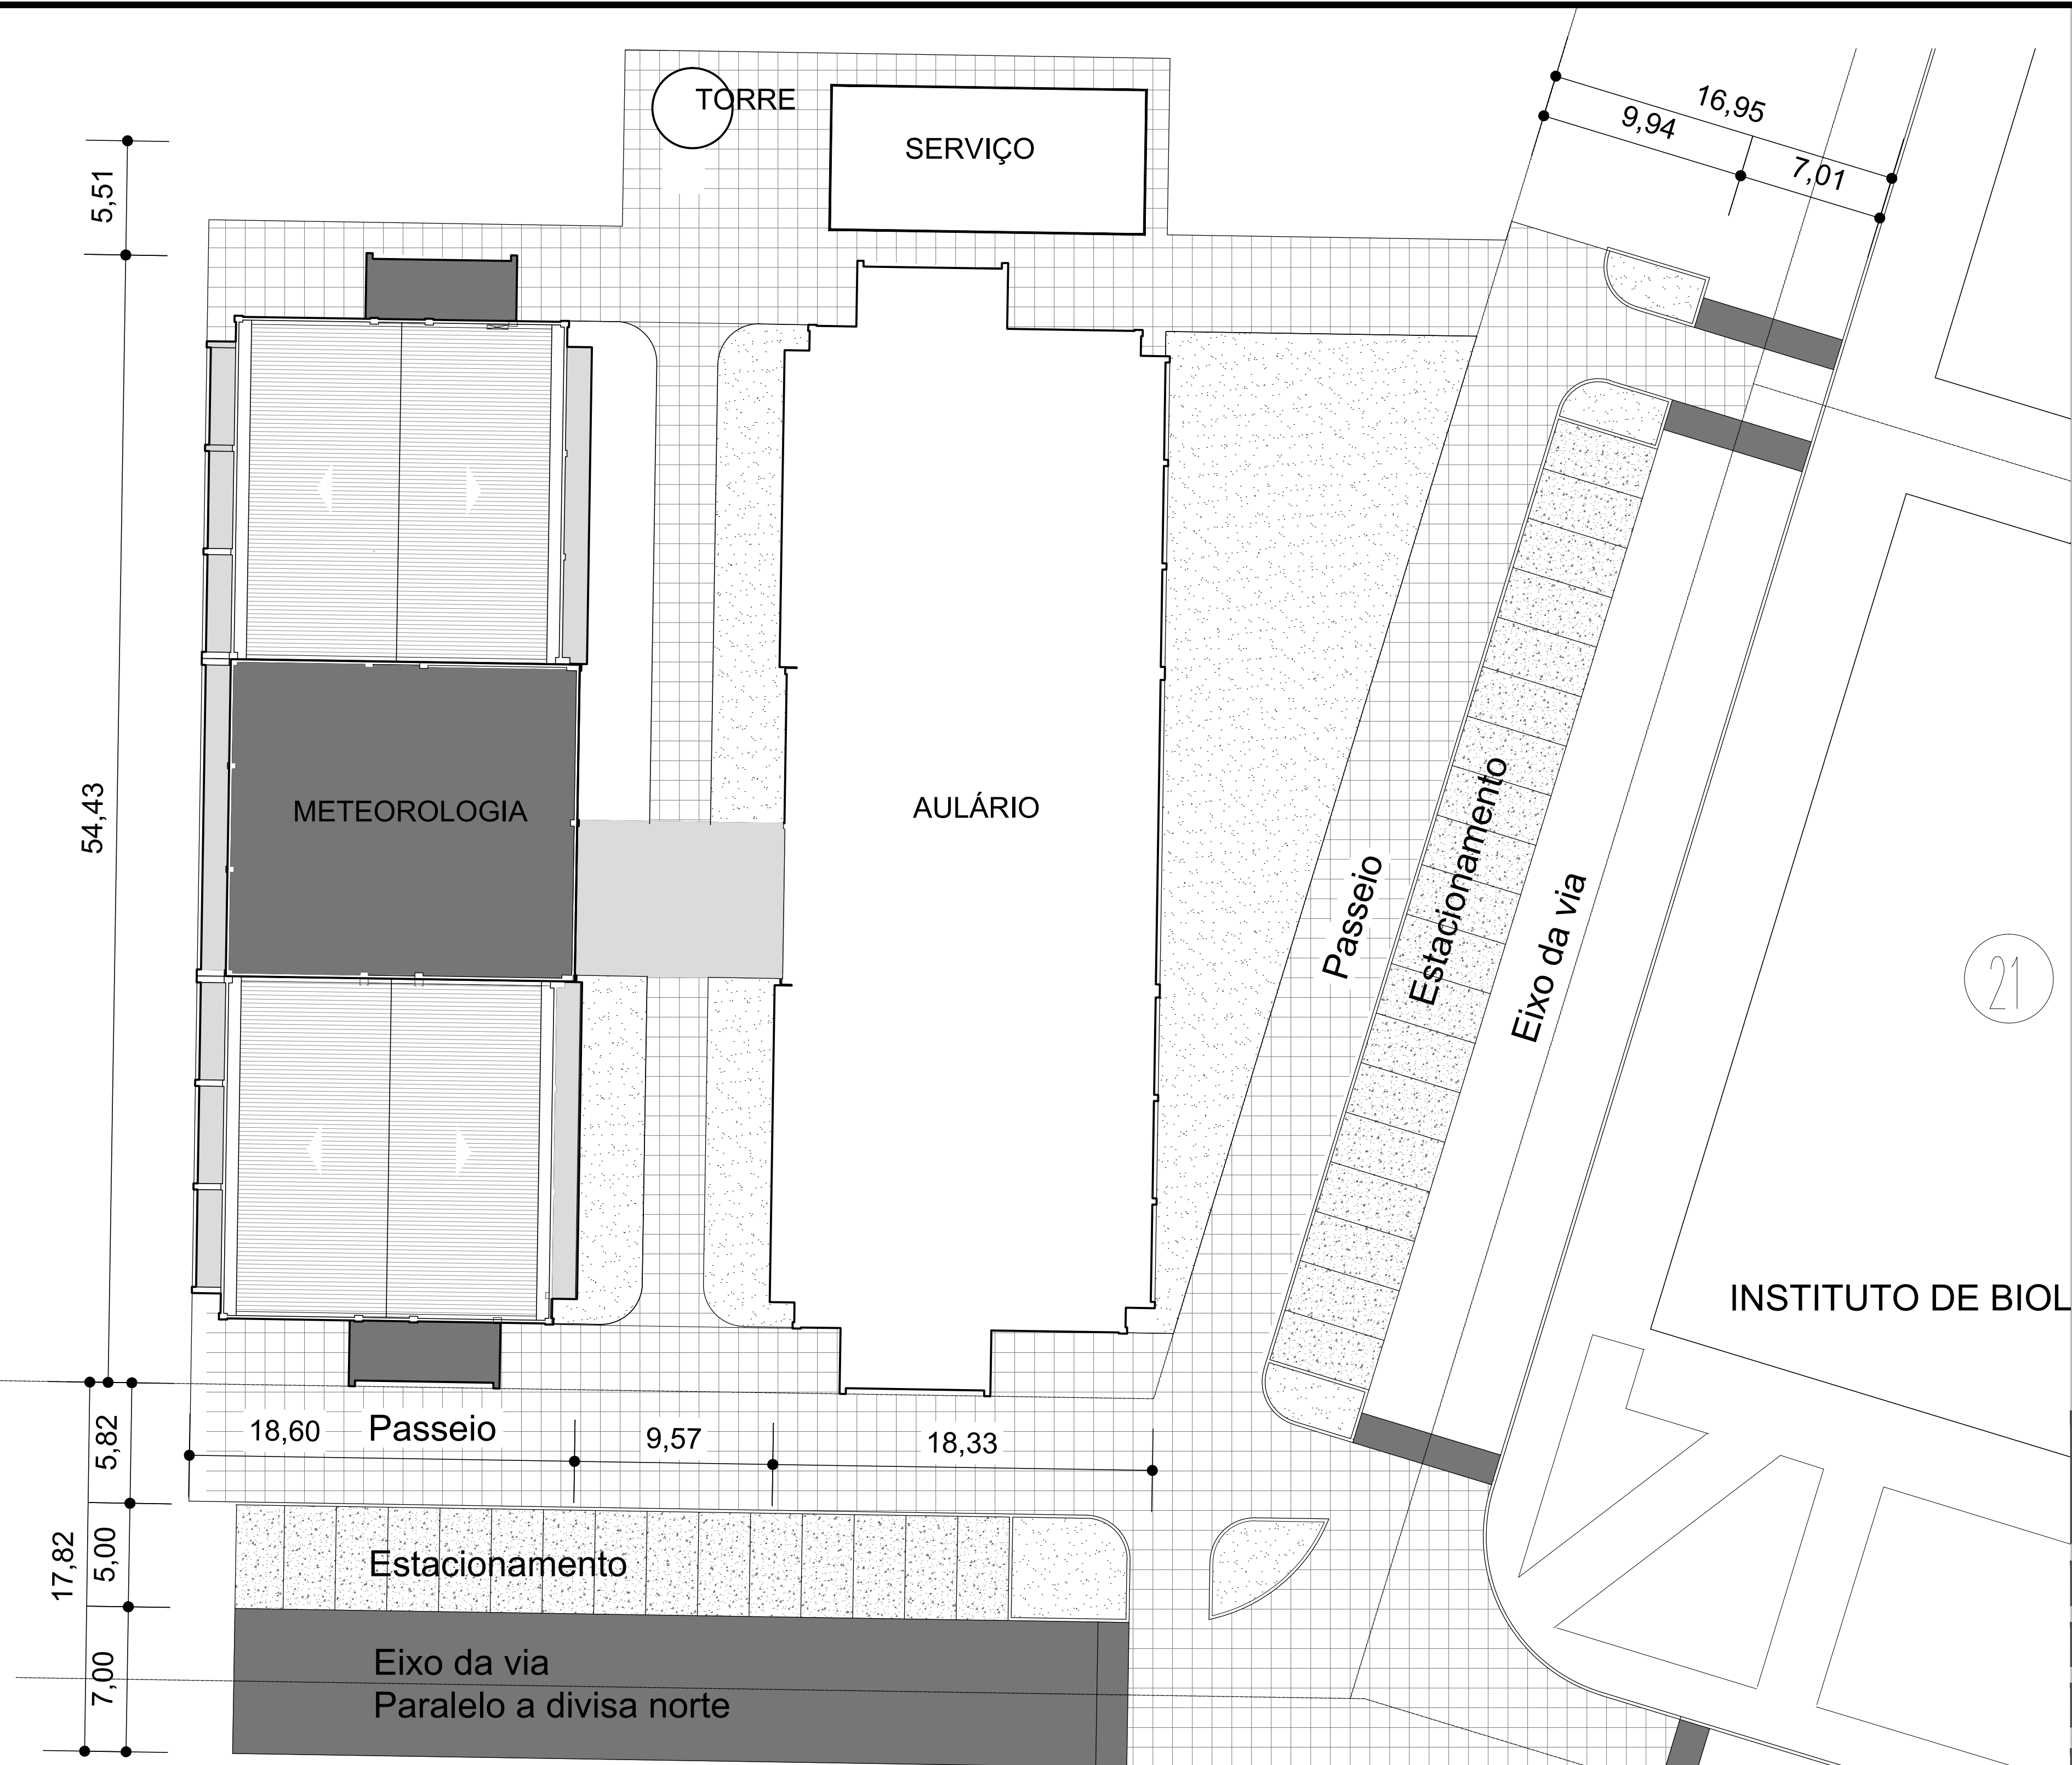 TORRE
SERVIÇO
16,95
9,94
7,01
5,51
54,43
METEOROLOGIA
AULÁRIO
Passeio
Estacionamento
Eixo da via
21
INSTITUTO DE BIOL
18,60
Passeio
9,57
18,33
5,82
17,82
5,00
7,00
Estacionamento
Eixo da via
Paralelo a divisa norte